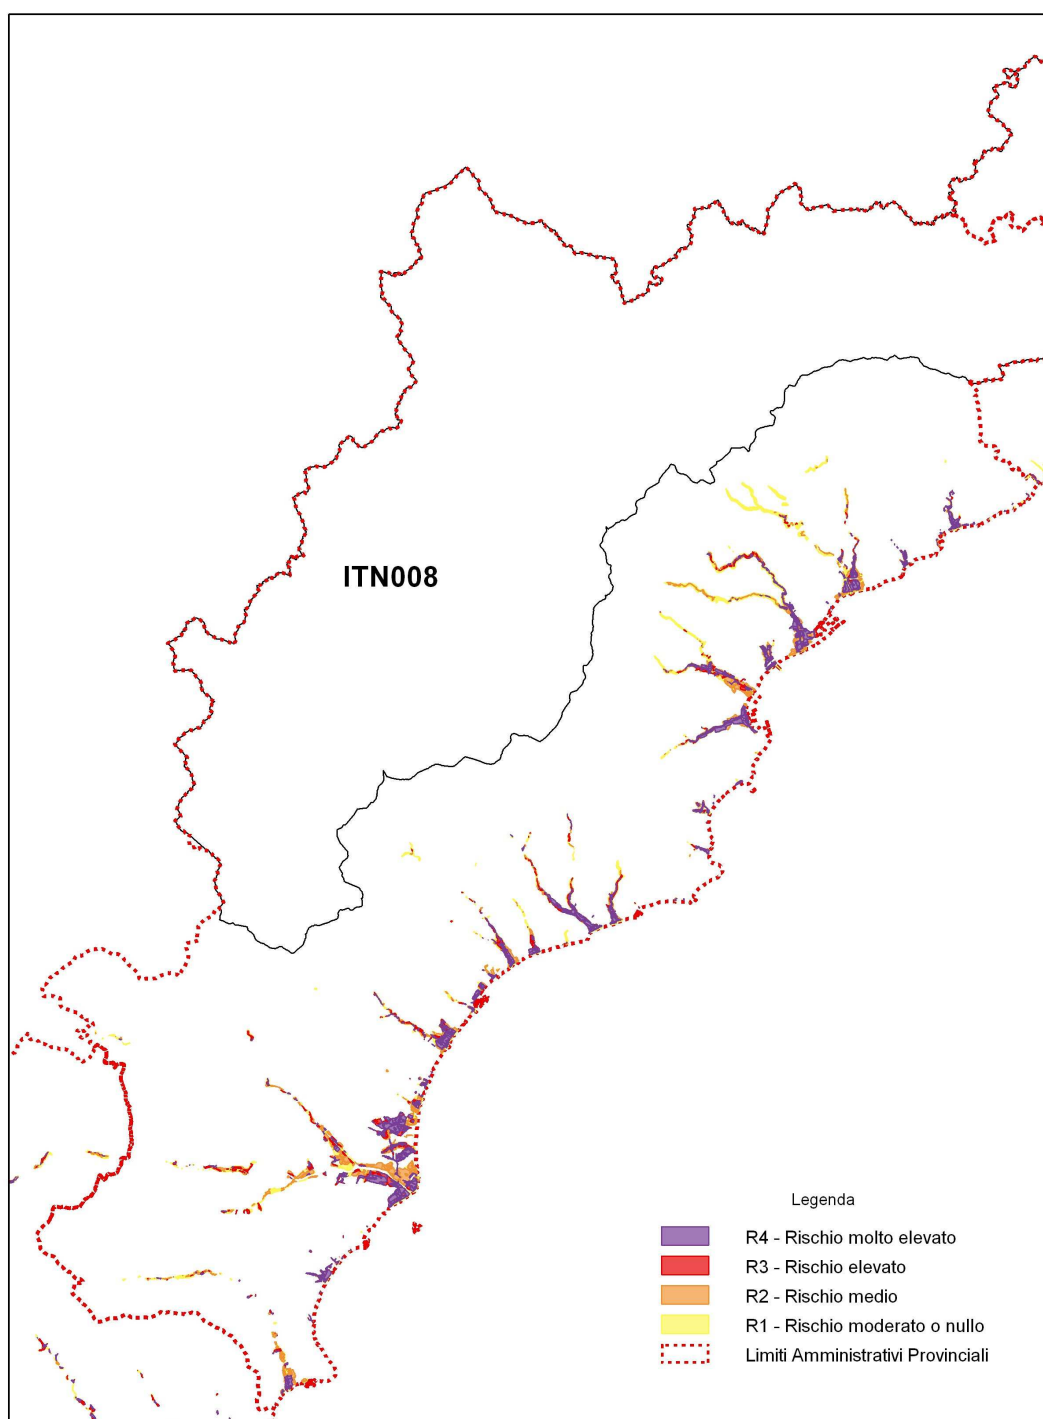 ITN008
Legenda
R4 - Rischio molto elevato
R3 - Rischio elevato
R2 - Rischio medio
R1 - Rischio moderato o nullo
Limiti Amministrativi Provinciali